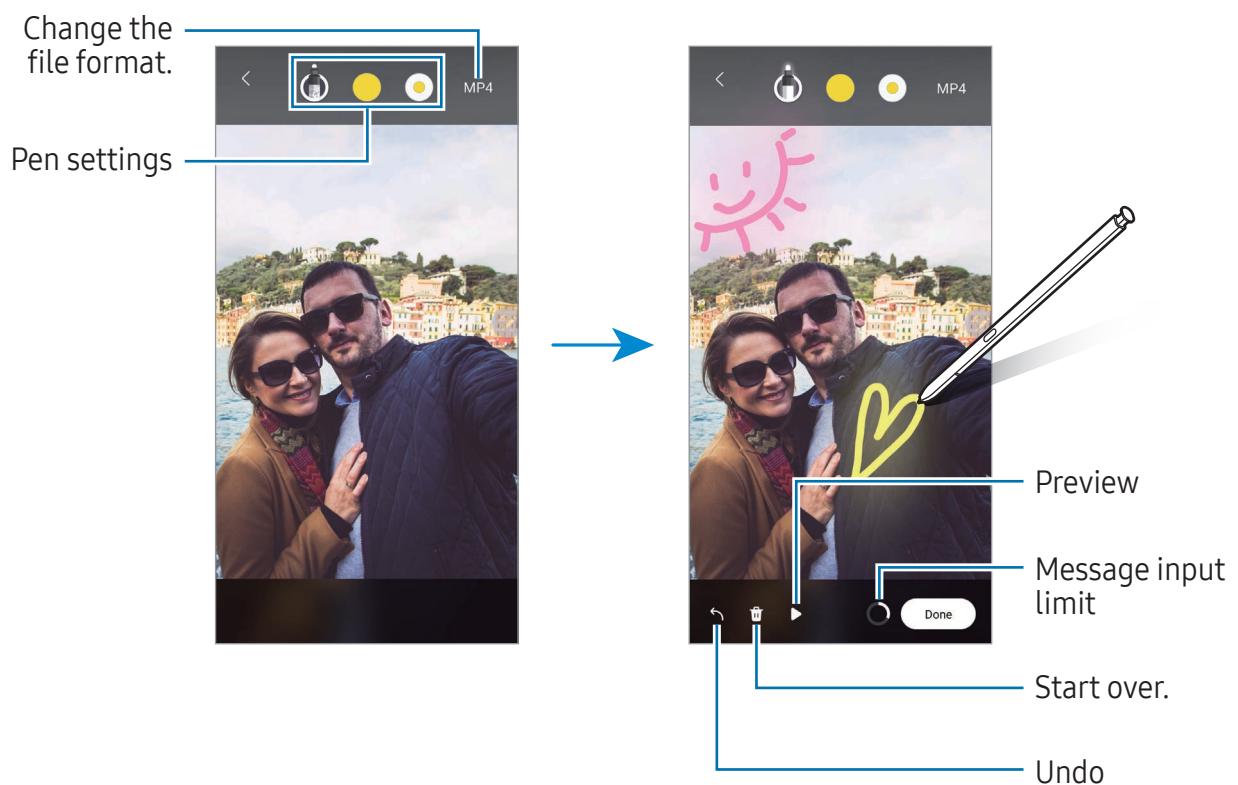 Change the
file format.
MP4
Pen settings
MP4
Preview
Message input
limit
Done
Start over.
Undo